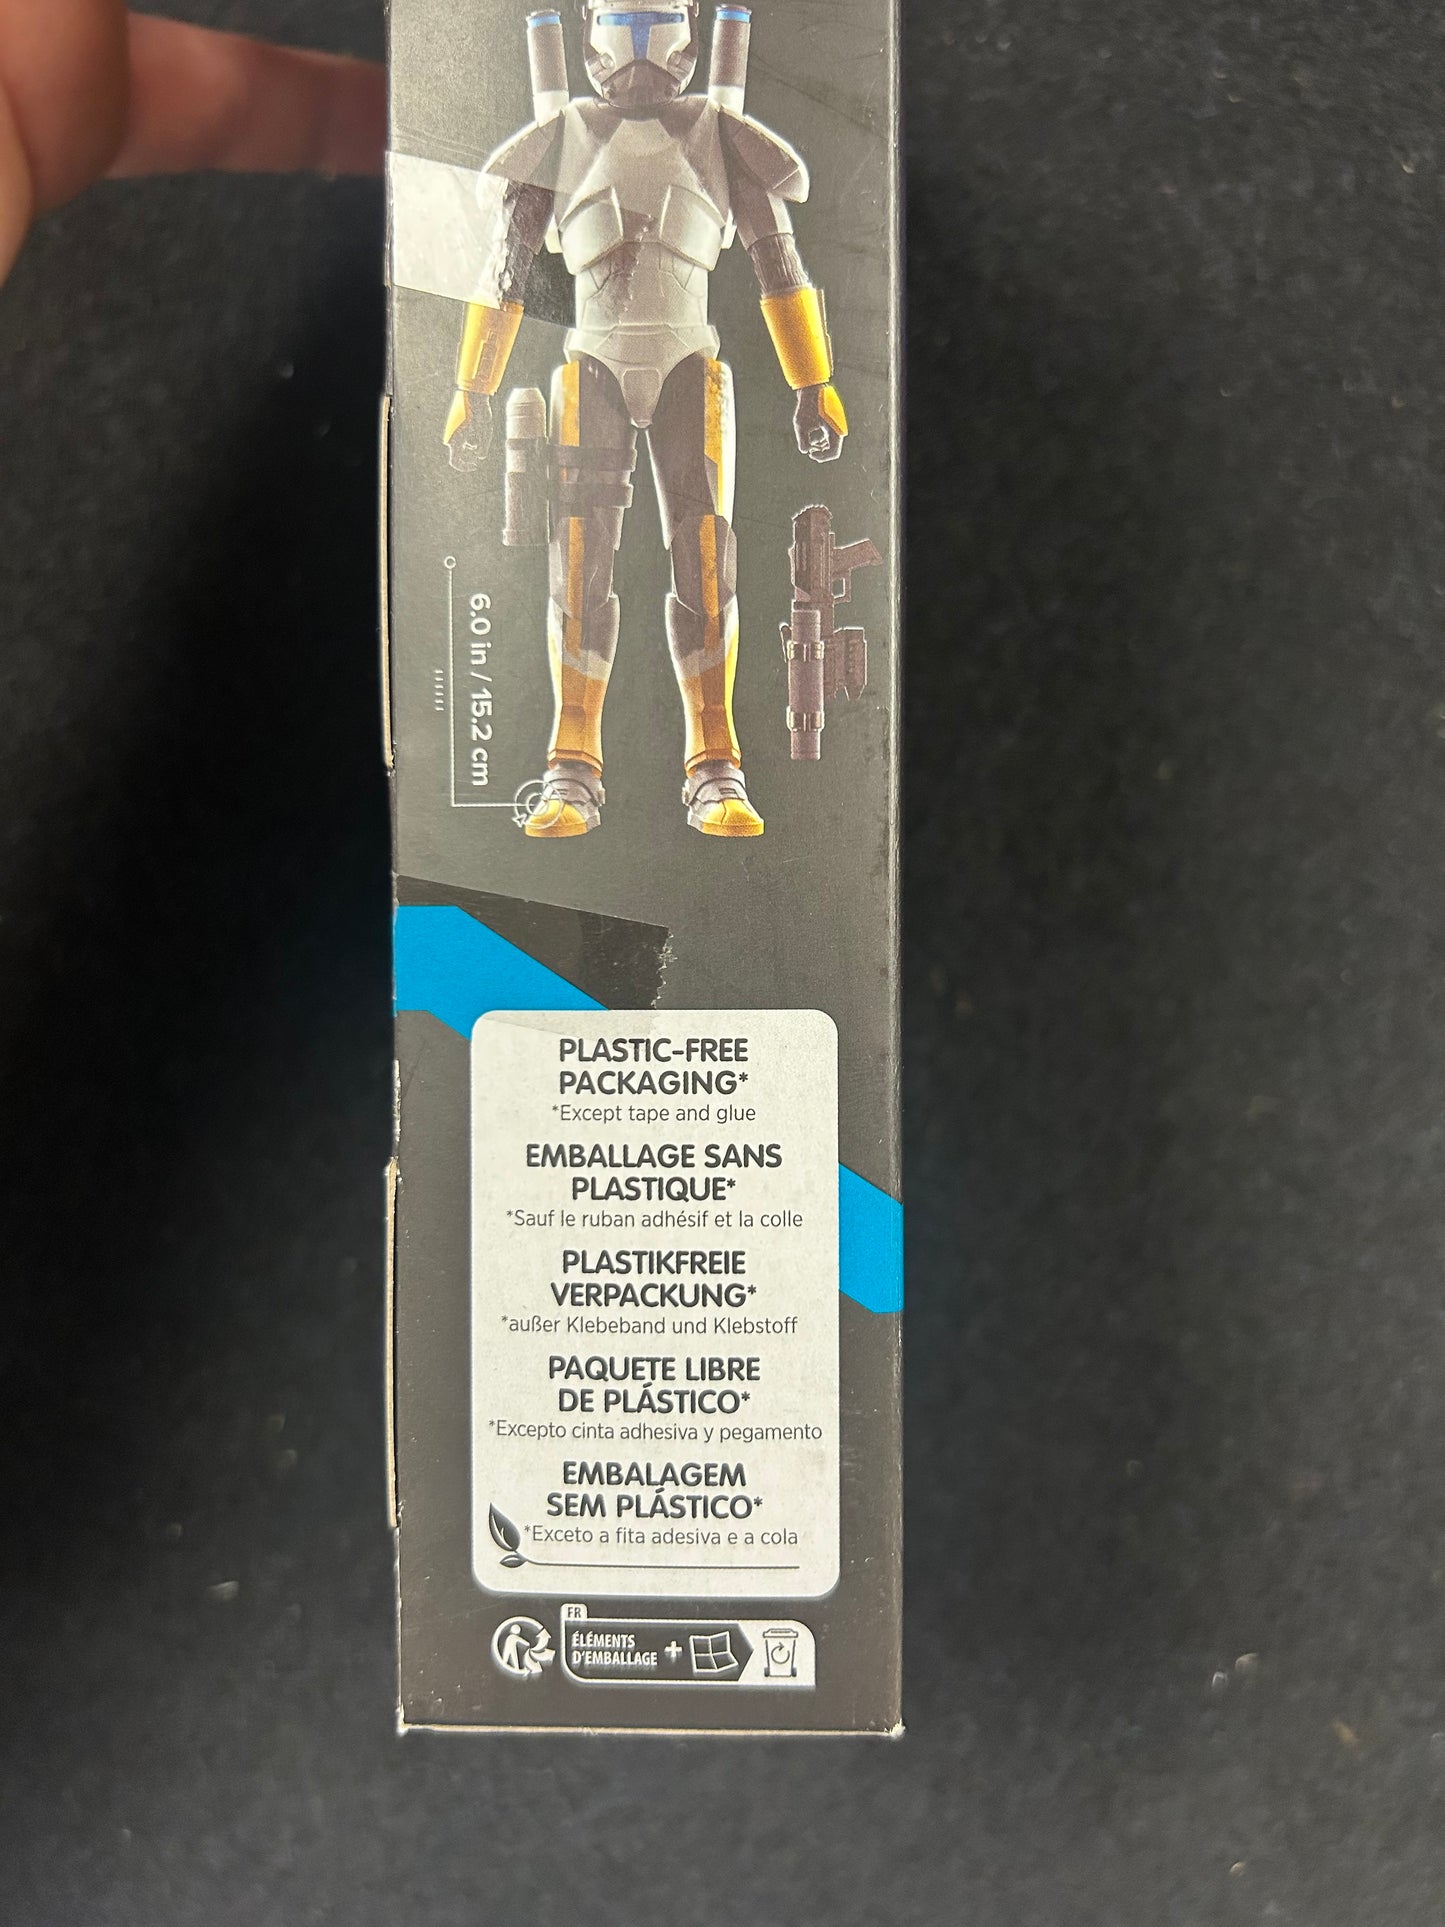 6.0 in / 15.2 cm
PLASTIC-FREE
PACKAGING*
*Except tape and glue
EMBALLAGE SANS
PLASTIQUE*
*Sauf le ruban adhésif et la colle
PLASTIKFREIE
VERPACKUNG*
*außer Klebeband und Klebstoff
PAQUETE LIBRE
DE PLÁSTICO*
*Excepto cinta adhesiva y pegamento
EMBALAGEM
SEM PLÁSTICO*
*Exceto a fita adesiva e a cola
FR
ÉLÉMENTS
D'EMBALLAGE +